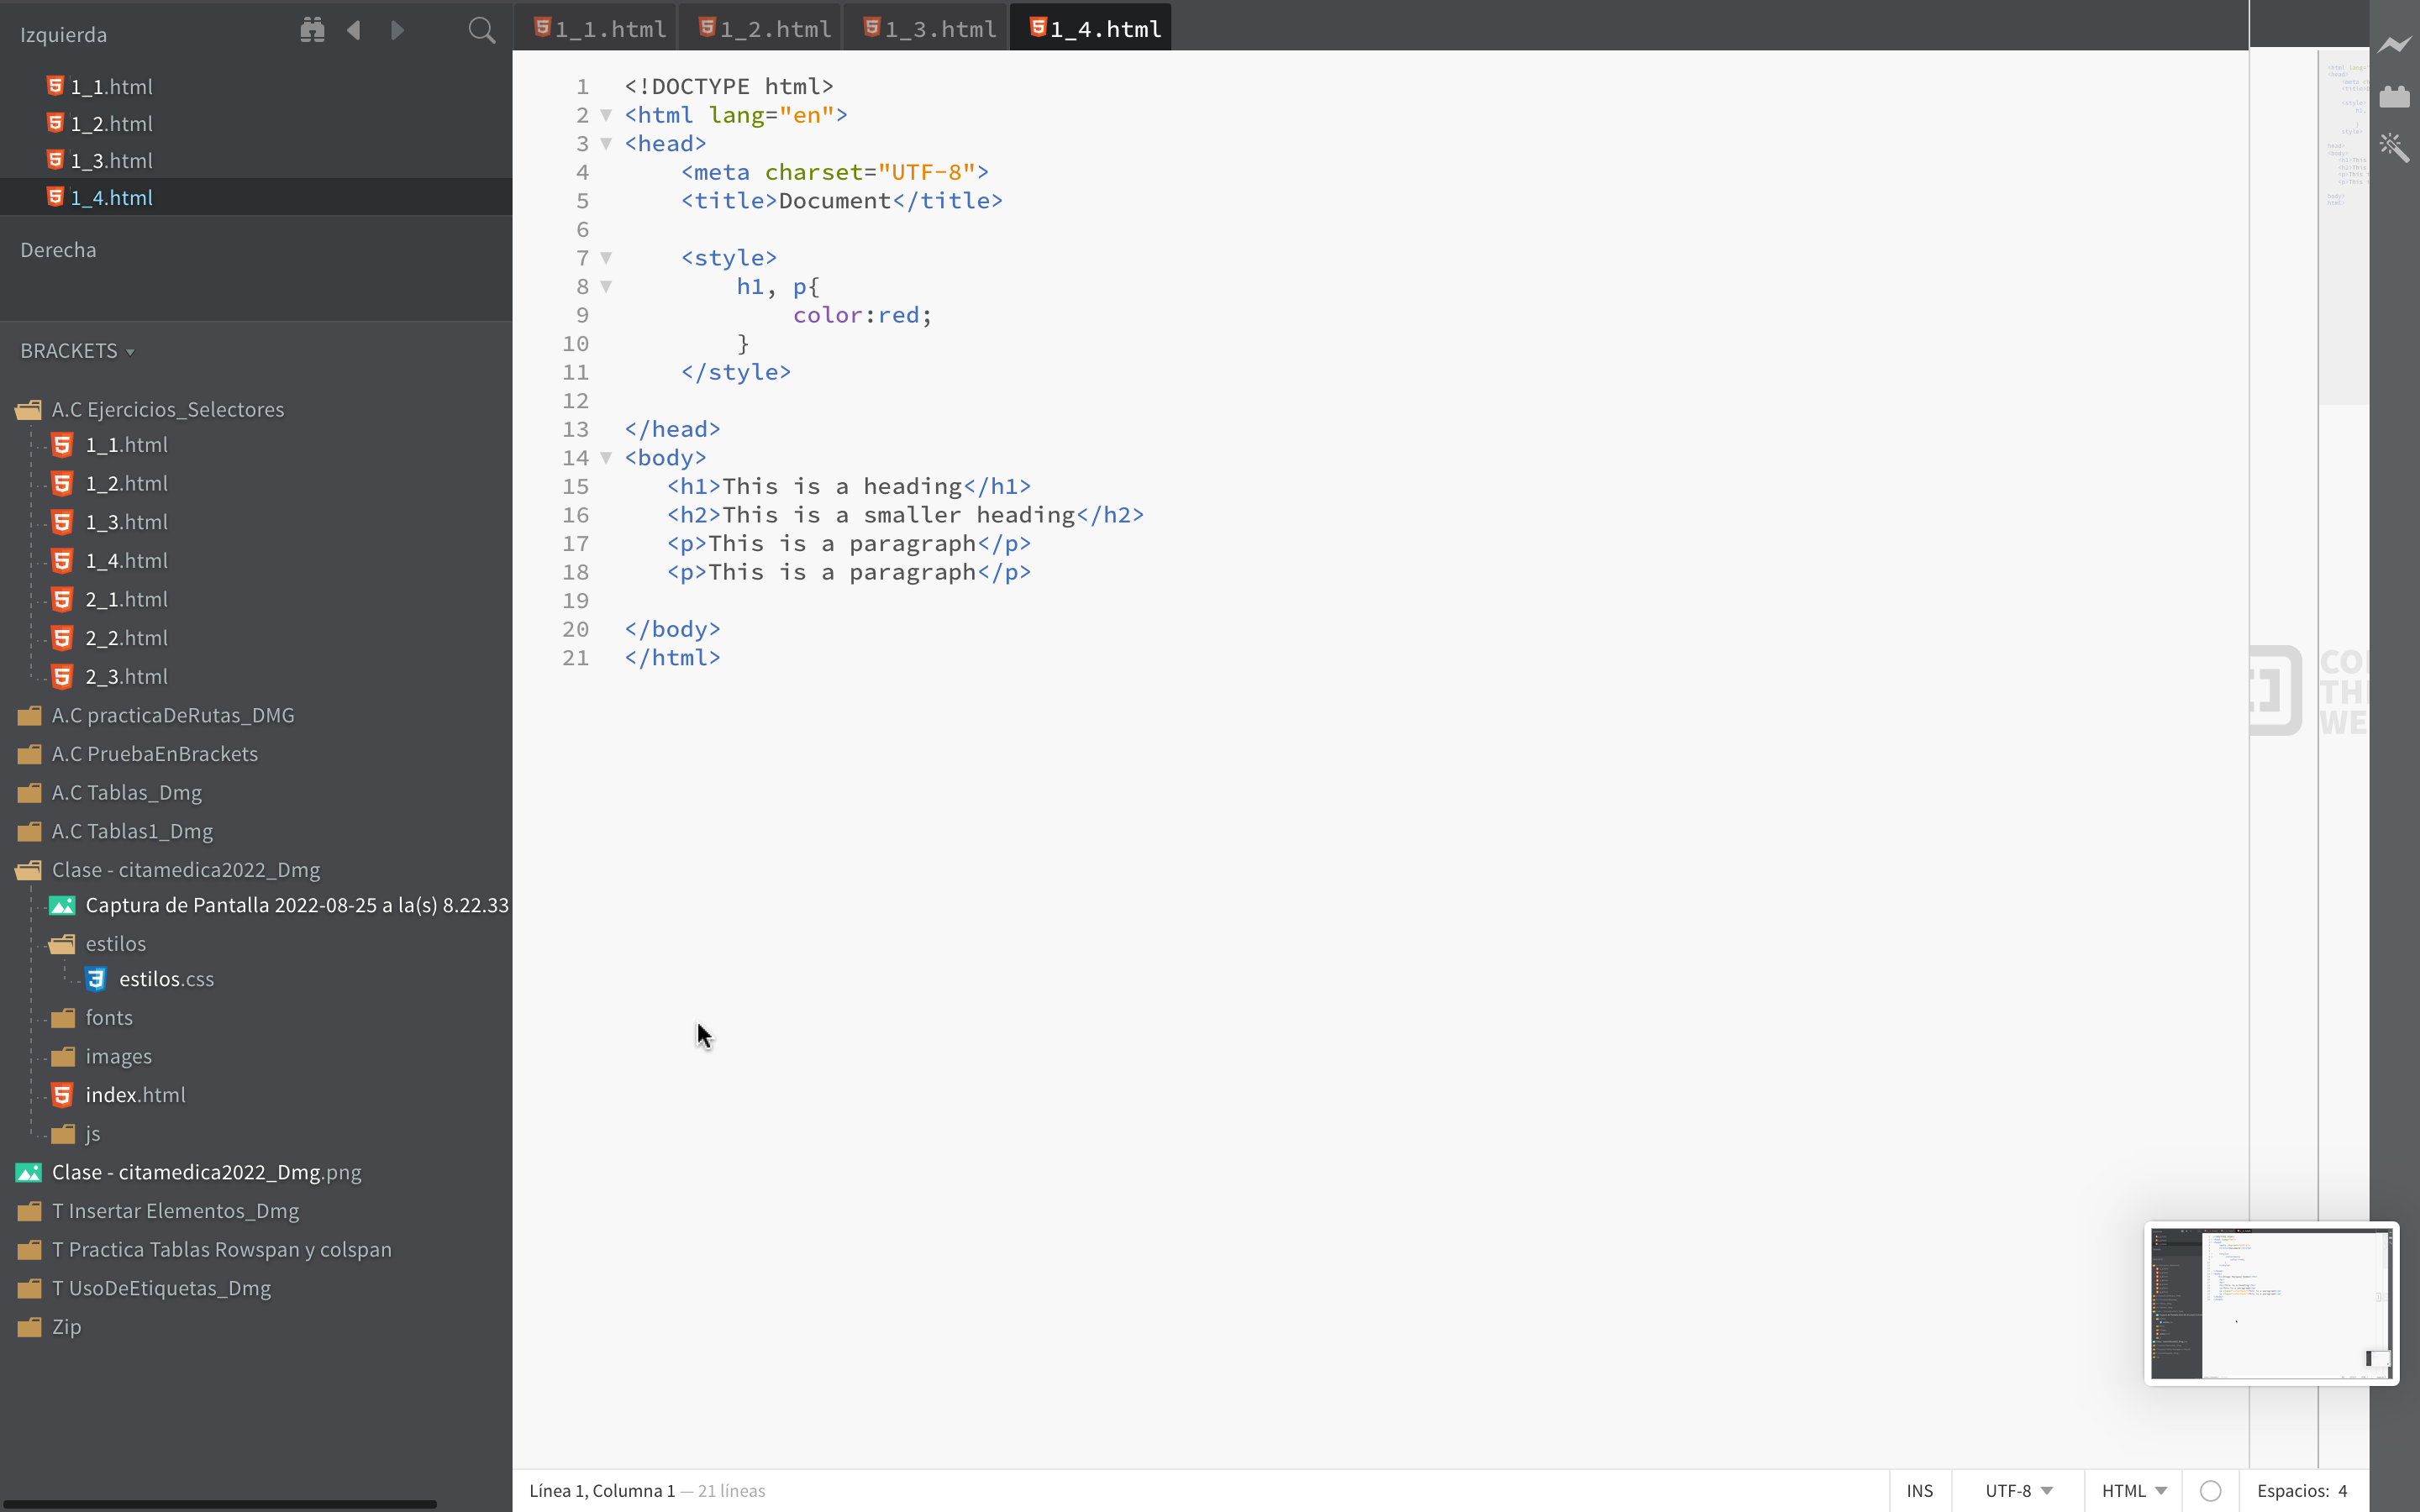 Izquierda
1_1.html
1_2.html
1_3.html
1_4.html
Derecha
BRACKETS
A.C Ejercicios_Selectores
1_1.html
1_2.html
1_3.html
1_4.html
2_1.html
2_2.html
2_3.html
A.C practicaDeRutas_DMG
A.C PruebaEnBrackets
A.C Tablas_Dmg
A.C Tablas1_Dmg
Clase - citamedica2022_Dmg
Captura de Pantalla 2022-08-25 a la(s) 8.22.33
estilos
estilos.css
fonts
images
index.html
js
Clase - citamedica2022_Dmg.png
T Insertar Elementos_Dmg
T Practica Tablas Rowspan y colspan
T UsoDeEtiquetas_Dmg
Zip
1_1.html 1_2.html 1_3.html 1_4.html
1 <!DOCTYPE html>
2 <html lang="en">
3 <head>
4     <meta charset="UTF-8">
5     <title>Document</title>
6
7     <style>
8         h1, p{
9             color:red;
10         }
11     </style>
12
13 </head>
14 <body>
15    <h1>This is a heading</h1>
16    <h2>This is a smaller heading</h2>
17    <p>This is a paragraph</p>
18    <p>This is a paragraph</p>
19
20 </body>
21 </html>
Línea 1, Columna 1 — 21 líneas
INS UTF-8 HTML Espacios: 4